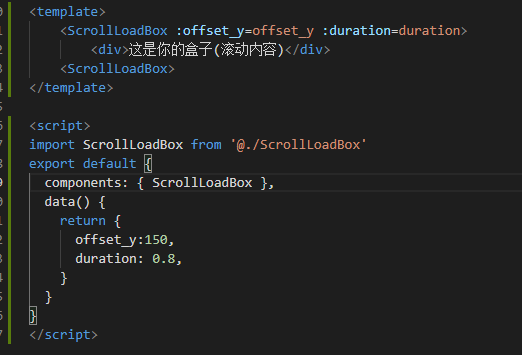 <template>
<ScrollLoadBox :offset_y=offset_y :duration=duration>
<div>这是你的盒子(滚动内容)</div>
<ScrollLoadBox>
</template>
<script>
import ScrollLoadBox from '@./ScrollLoadBox'
export default {
components: { ScrollLoadBox },
data() {
return {
offset_y:150,
duration: 0.8,
}
}
}
</script>